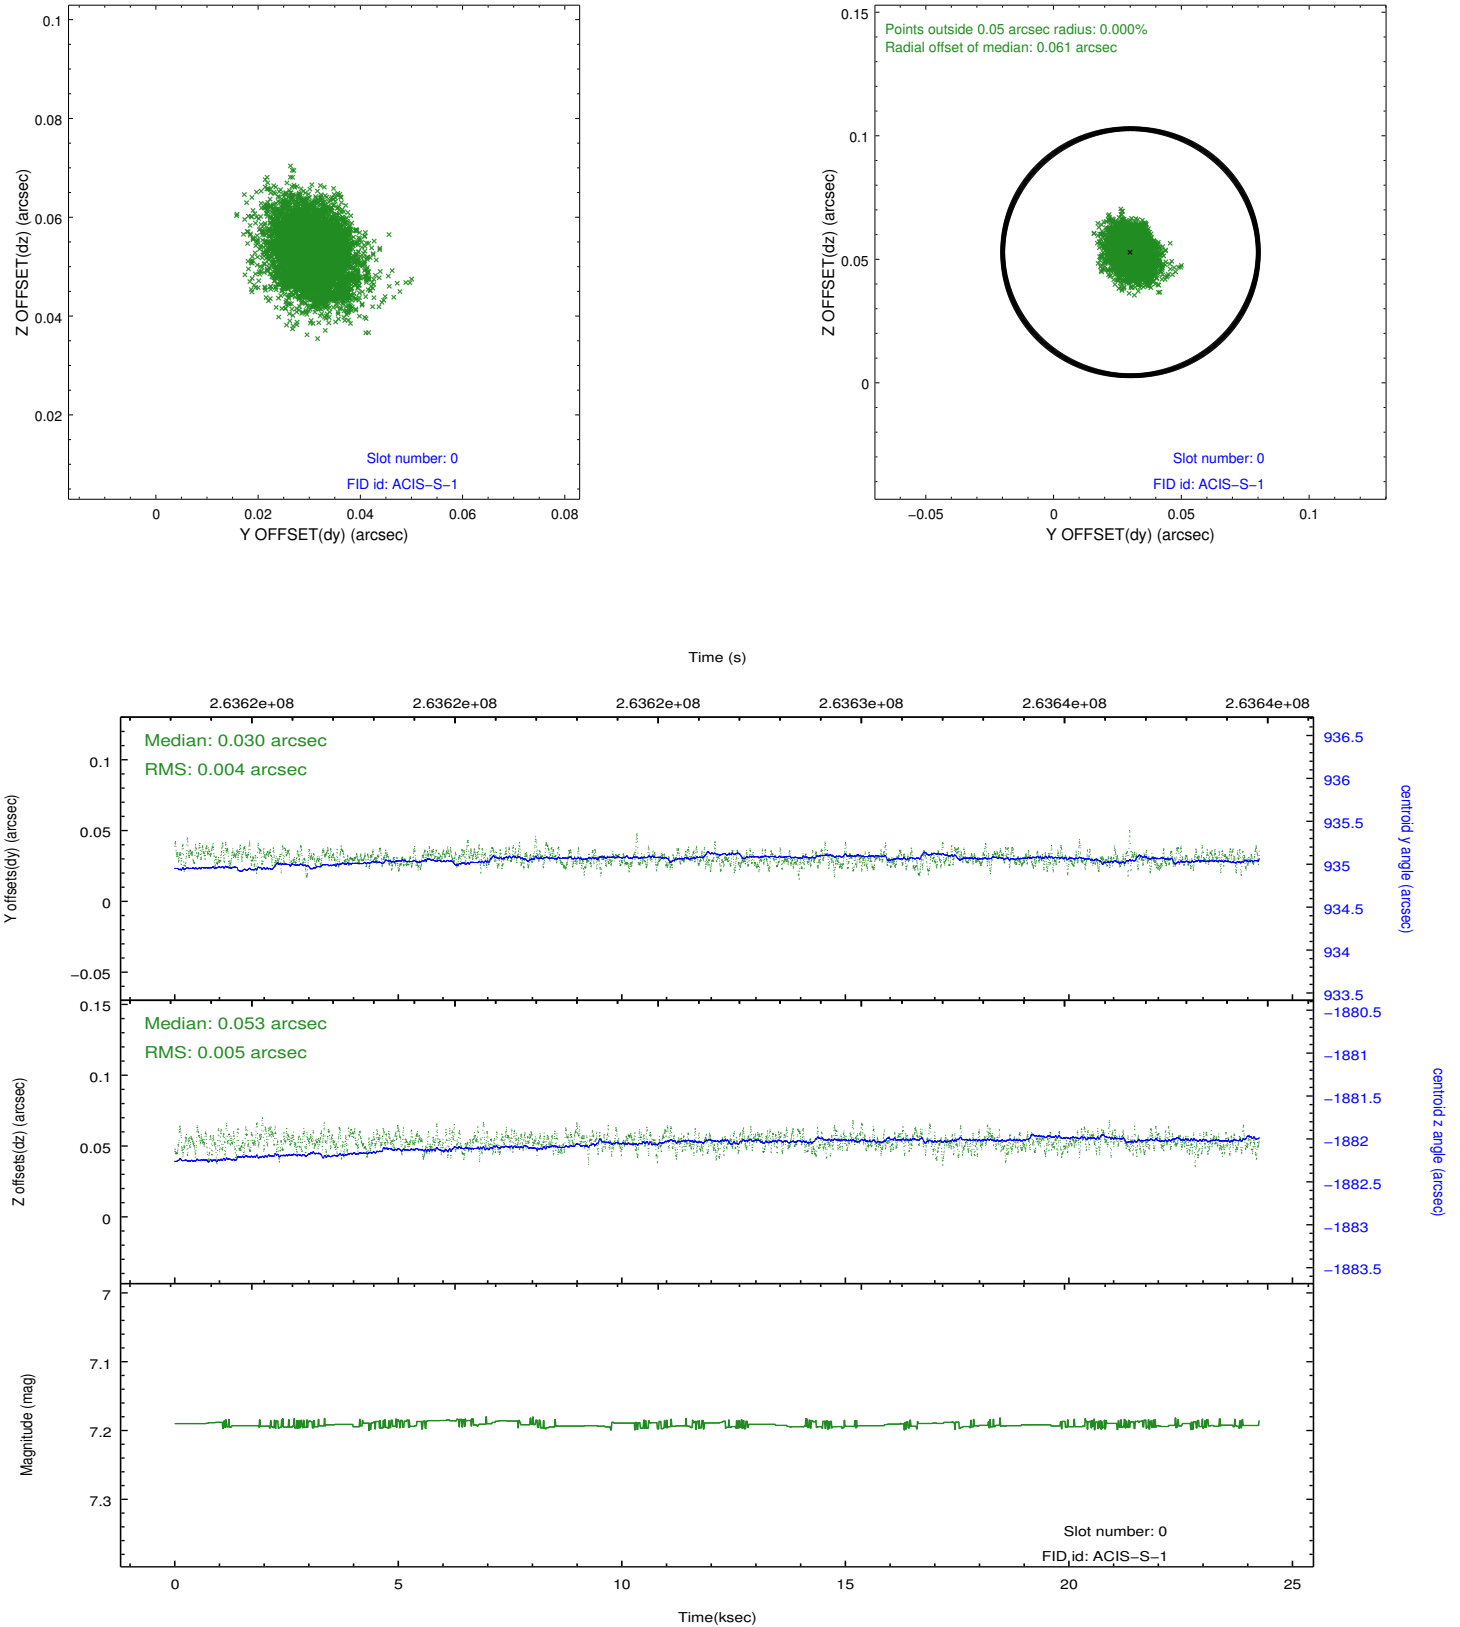 0.1
0.08
0.06
0.04
0.02
Z OFFSET(dz) (arcsec)
Slot number: 0
FID id: ACIS−S−1
0 0.02 0.04 0.06 0.08
Y OFFSET(dy) (arcsec)
Points outside 0.05 arcsec radius: 0.000%
Radial offset of median: 0.061 arcsec
0.15
0.1
0.05
0
Z OFFSET(dz) (arcsec)
Slot number: 0
FID id: ACIS−S−1
−0.05 0 0.05 0.1
Y OFFSET(dy) (arcsec)
Time (s)
2.6362e+08 2.6362e+08 2.6362e+08 2.6363e+08 2.6364e+08 2.6364e+08
Median: 0.030 arcsec
RMS: 0.004 arcsec
0.1
0.05
0
−0.05
Y offsets(dy) (arcsec)
936.5
936
935.5
935
934.5
934
933.5
centroid y angle (arcsec)
Median: 0.053 arcsec
RMS: 0.005 arcsec
0.15
0.1
0.05
0
Z offsets(dz) (arcsec)
−1880.5
−1881
−1881.5
−1882
−1882.5
−1883
−1883.5
centroid z angle (arcsec)
7
7.1
7.2
7.3
Magnitude (mag)
Slot number: 0
FID id: ACIS−S−1
0 5 10 15 20 25
Time(ksec)